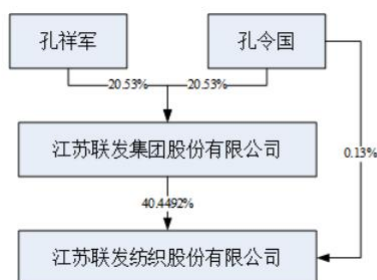 孔祥军
孔令国
20.53%
20.53%
江苏联发集团股份有限公司
0.13%
40.4492%
江苏联发纺织股份有限公司